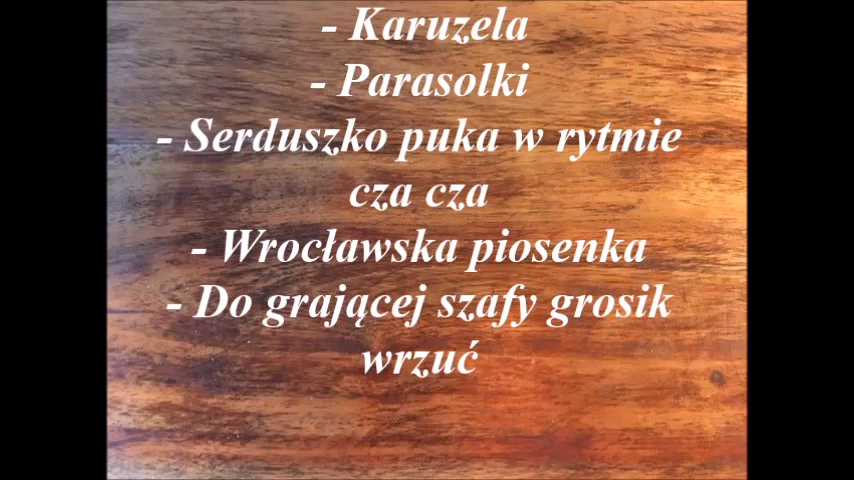 - Karuzela
- Parasolki
- Serduszko puka w rytmie
cza cza
- Wrocławska piosenka
- Do grającej szafy grosik
wrzuć